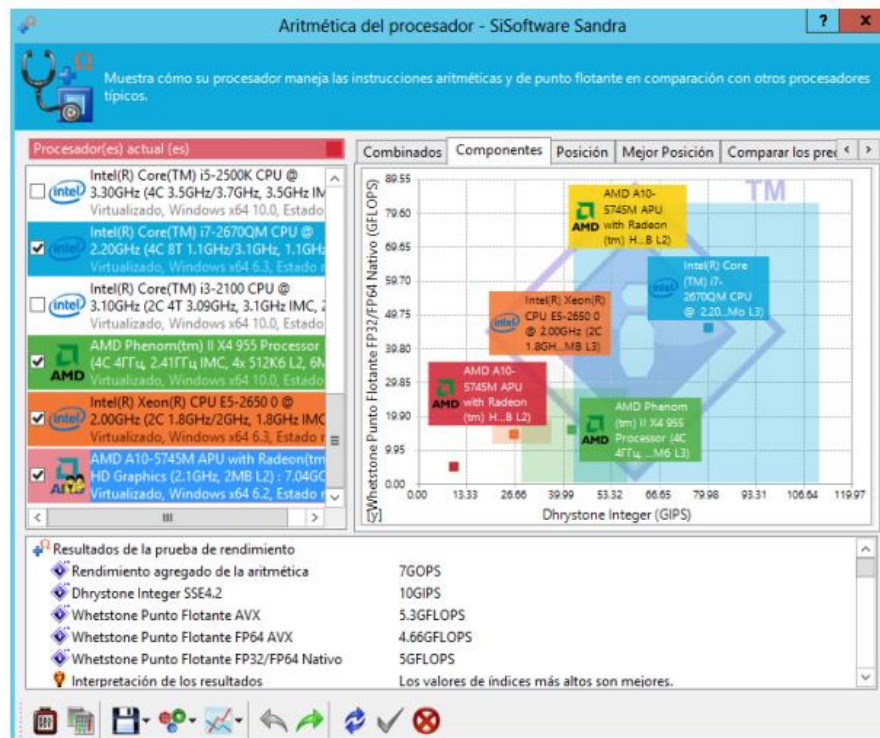 Aritmética del procesador - SiSoftware Sandra
?
x
Muestra cómo su procesador maneja las instrucciones aritméticas y de punto flotante en comparación con otros procesadores
típicos.
Procesador(es) actual (es)
Intel(R) Core(TM) i5-2500K CPU @
3.30GHz (4C 3.5GHz/3.7GHz, 3.5GHz IM
Virtualizado, Windows x64 10.0, Estado
Intel(R) Core(TM) i7-2670QM CPU @
2.20GHz (4C 8T 1.1GHz/3.1GHz, 1.1GHz
Virtualizado, Windows x64 6.3, Estado r
Intel(R) Core(TM) i3-2100 CPU @
3.10GHz (2C 4T 3.09GHz, 3.1GHz IMC, 2
Virtualizado, Windows x64 10.0, Estado
AMD Phenom(tm) II X4 955 Processor
(4C 4ГГц, 2.41ГГц IMC, 4x 512K6 L2, 6M
Virtualizado, Windows x64 10.0, Estado
Intel(R) Xeon(R) CPU E5-2650 0 @
2.00GHz (2C 1.8GHz/2GHz, 1.8GHz IMC
Virtualizado, Windows x64 6.3, Estado r
AMD A10-5745M APU with Radeon(tm
HD Graphics (2.1GHz, 2MB L2) : 7.04GO
Virtualizado, Windows x64 6.2, Estado r
Combinados Componentes Posición Mejor Posición Comparar los prec
Whetstone Punto Flotante FP32/FP64 Nativo (GFLOPS)
[y]
89.55
79.60
69.65
59.70
49.75
39.80
29.85
19.90
9.95
0.00
0.00 13.33 26.66 39.99 53.32 66.65 79.98 93.31 106.64 119.97
Dhrystone Integer (GIPS)
TM
AMD A10-
5745M APU
with Radeon
(tm) H...B L2)
Intel(R) Core
(TM) i7-
2670QM CPU
@ 2.20...Mo L3)
Intel(R) Xeon(R)
CPU E5-2650 0
@ 2.00GHz (2C
1.8GH...MB L3)
AMD A10-
5745M APU
with Radeon
(tm) H...B L2)
AMD Phenom
(tm) II X4 955
Processor (4C
4ГГц, ...M6 L3)
Resultados de la prueba de rendimiento
Rendimiento agregado de la aritmética 7GOPS
Dhrystone Integer SSE4.2 10GIPS
Whetstone Punto Flotante AVX 5.3GFLOPS
Whetstone Punto Flotante FP64 AVX 4.66GFLOPS
Whetstone Punto Flotante FP32/FP64 Nativo 5GFLOPS
Interpretación de los resultados Los valores de índices más altos son mejores.